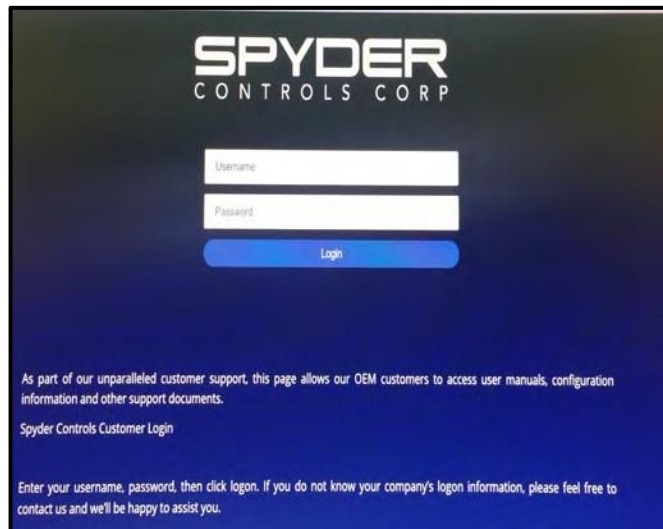 SPYDER
CONTROLS CORP
Username
Password
Login
As part of our unparalleled customer support, this page allows our OEM customers to access user manuals, configuration
information and other support documents.
Spyder Controls Customer Login
Enter your username, password, then click logon. If you do not know your company's logon information, please feel free to
contact us and we'll be happy to assist you.